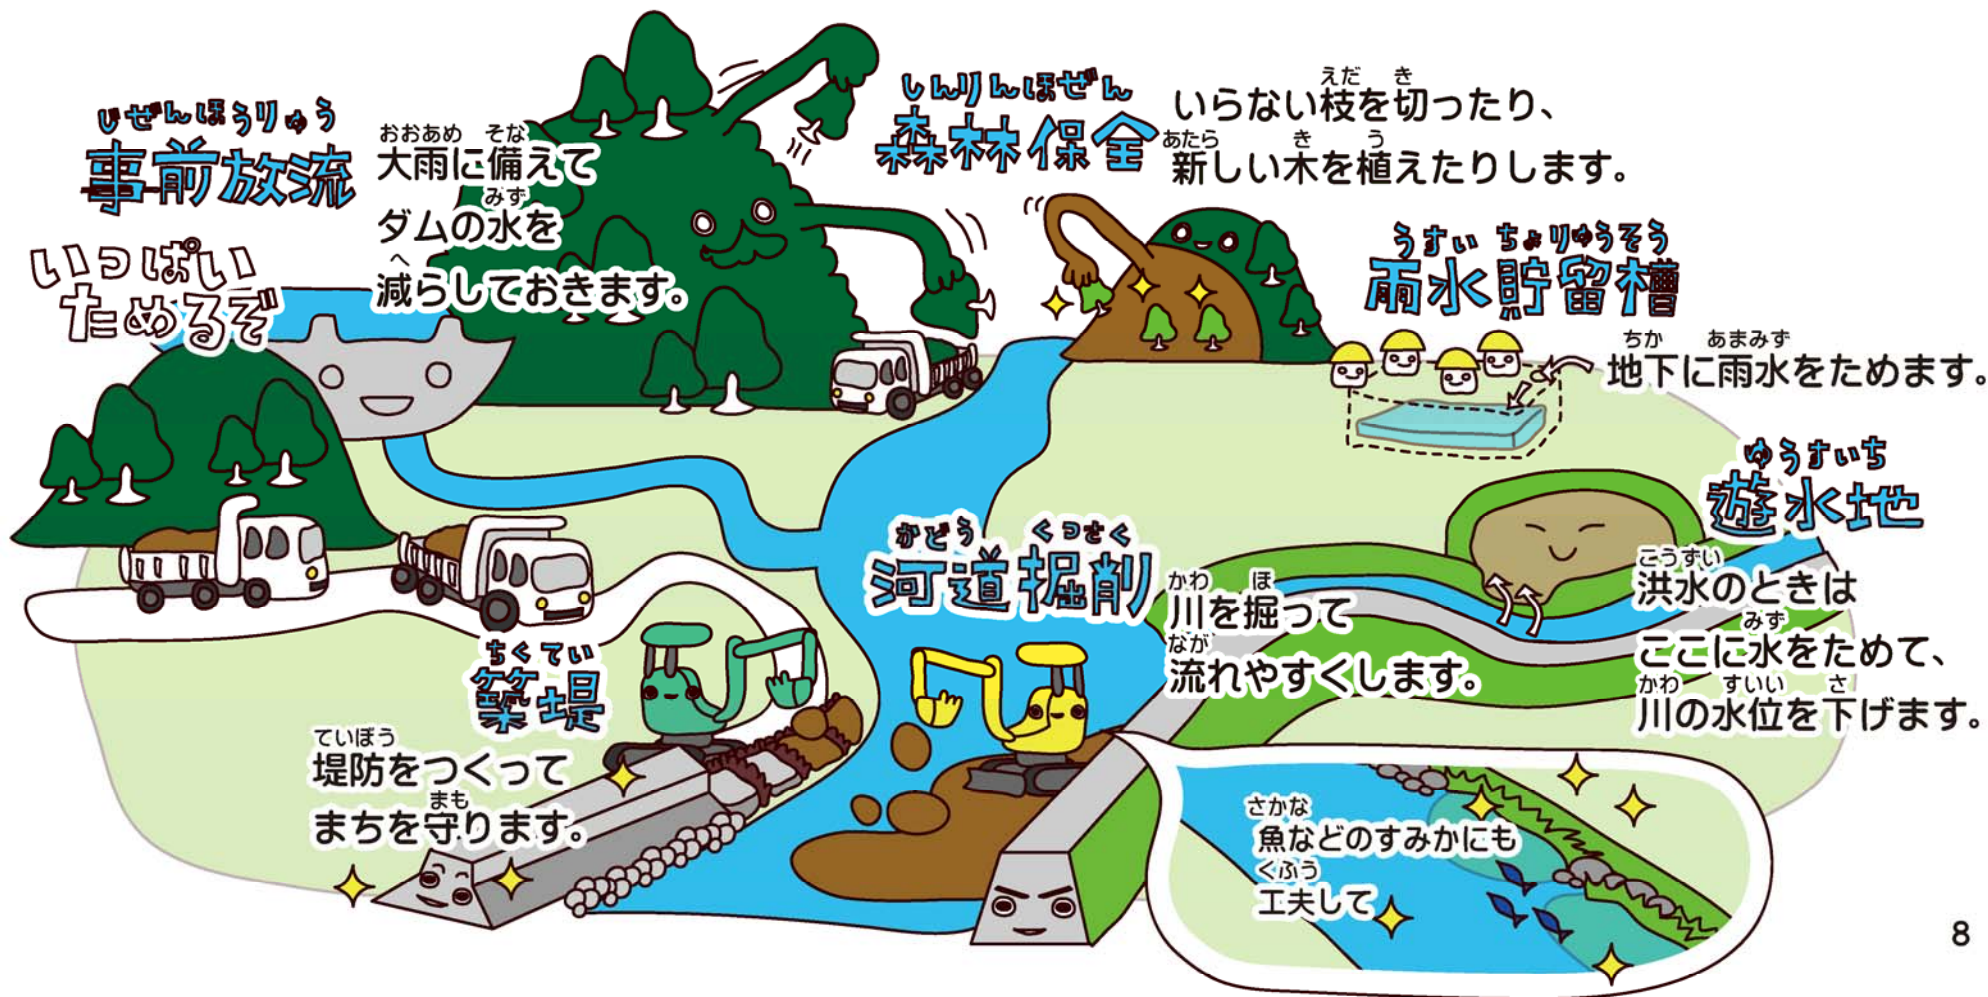 じぜんほうりゅう
事前放流
おおあめ そな
大雨に備えて
みず
ダムの水を
へ
減らしておきます。
いっぱい
ためるぞ
しんりんほぜん
森林保全
えだ き
いらない枝を切ったり、
あたら き う
新しい木を植えたりします。
うすい ちょりゅうそう
雨水貯留槽
ちか あまみず
地下に雨水をためます。
ゆうすいち
遊水地
こうずい
洪水のときは
みず
ここに水をためて、
かわ すいい さ
川の水位を下げます。
かどう くっさく
河道掘削
かわ ほ
川を掘って
なが
流れやすくします。
ちくてい
築堤
ていぼう
堤防をつくって
まも
まちを守ります。
さかな
魚などのすみかにも
くふう
工夫して
8